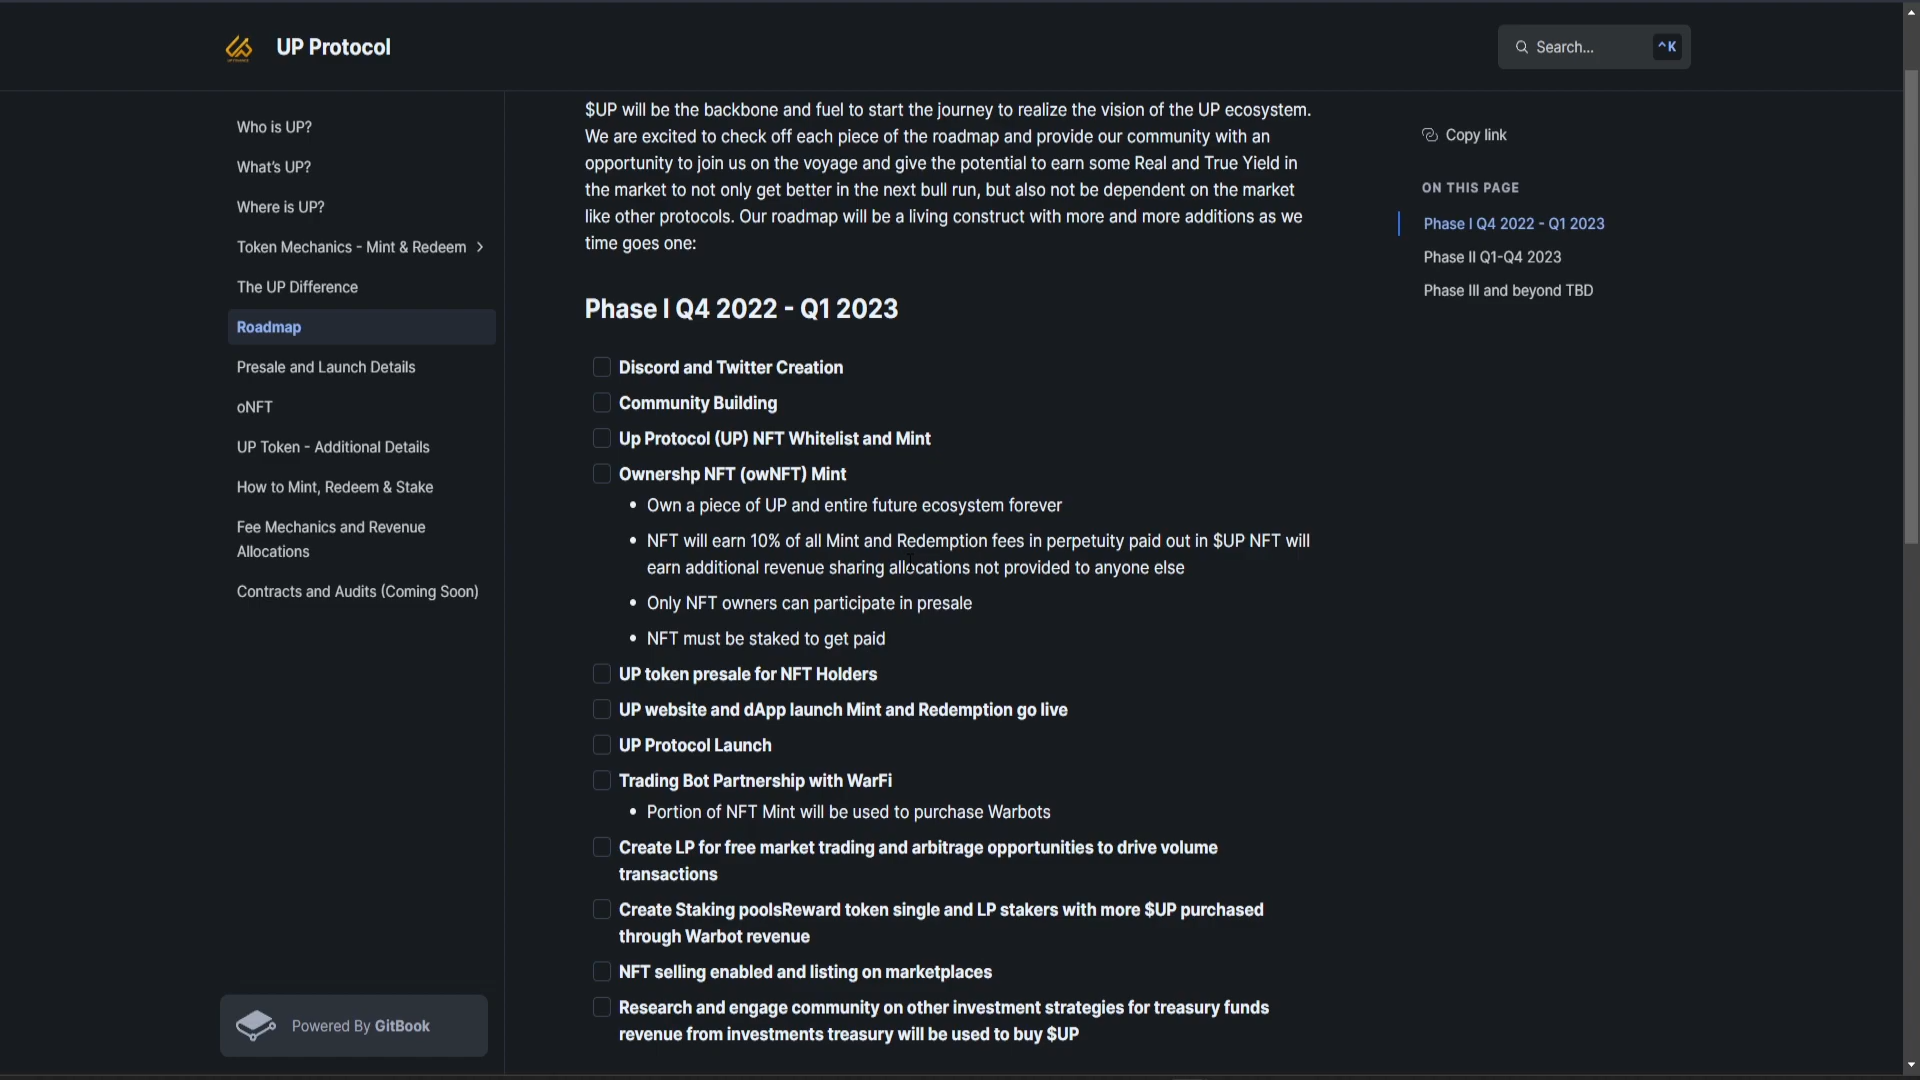 UP Protocol
Search...
^K
Who is UP?
What's UP?
Where is UP?
Token Mechanics - Mint & Redeem
The UP Difference
Roadmap
Presale and Launch Details
oNFT
UP Token - Additional Details
How to Mint, Redeem & Stake
Fee Mechanics and Revenue
Allocations
Contracts and Audits (Coming Soon)
Powered By GitBook
$UP will be the backbone and fuel to start the journey to realize the vision of the UP ecosystem.
We are excited to check off each piece of the roadmap and provide our community with an
opportunity to join us on the voyage and give the potential to earn some Real and True Yield in
the market to not only get better in the next bull run, but also not be dependent on the market
like other protocols. Our roadmap will be a living construct with more and more additions as we
time goes one:
Phase I Q4 2022 - Q1 2023
Discord and Twitter Creation
Community Building
Up Protocol (UP) NFT Whitelist and Mint
Ownershp NFT (owNFT) Mint
• Own a piece of UP and entire future ecosystem forever
• NFT will earn 10% of all Mint and Redemption fees in perpetuity paid out in $UP NFT will
earn additional revenue sharing allocations not provided to anyone else
• Only NFT owners can participate in presale
• NFT must be staked to get paid
UP token presale for NFT Holders
UP website and dApp launch Mint and Redemption go live
UP Protocol Launch
Trading Bot Partnership with WarFi
• Portion of NFT Mint will be used to purchase Warbots
Create LP for free market trading and arbitrage opportunities to drive volume
transactions
Create Staking poolsReward token single and LP stakers with more $UP purchased
through Warbot revenue
NFT selling enabled and listing on marketplaces
Research and engage community on other investment strategies for treasury funds
revenue from investments treasury will be used to buy $UP
Copy link
ON THIS PAGE
Phase I Q4 2022 - Q1 2023
Phase II Q1-Q4 2023
Phase III and beyond TBD